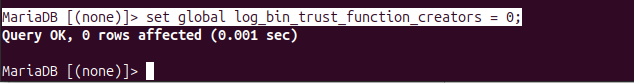 MariaDB [(none)]> set global log_bin_trust_function_creators = 0;
Query OK, 0 rows affected (0.001 sec)
MariaDB [(none)]>